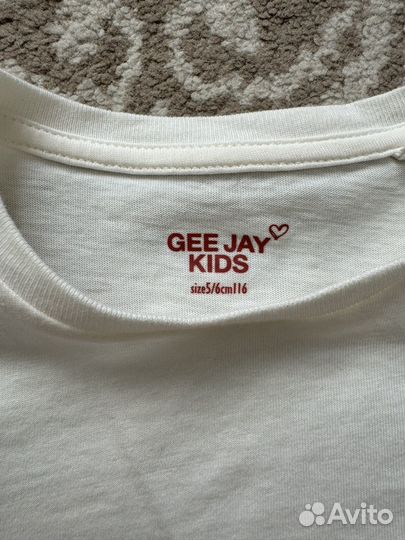 GEE JAY
KIDS
size5/6cm116
Avito